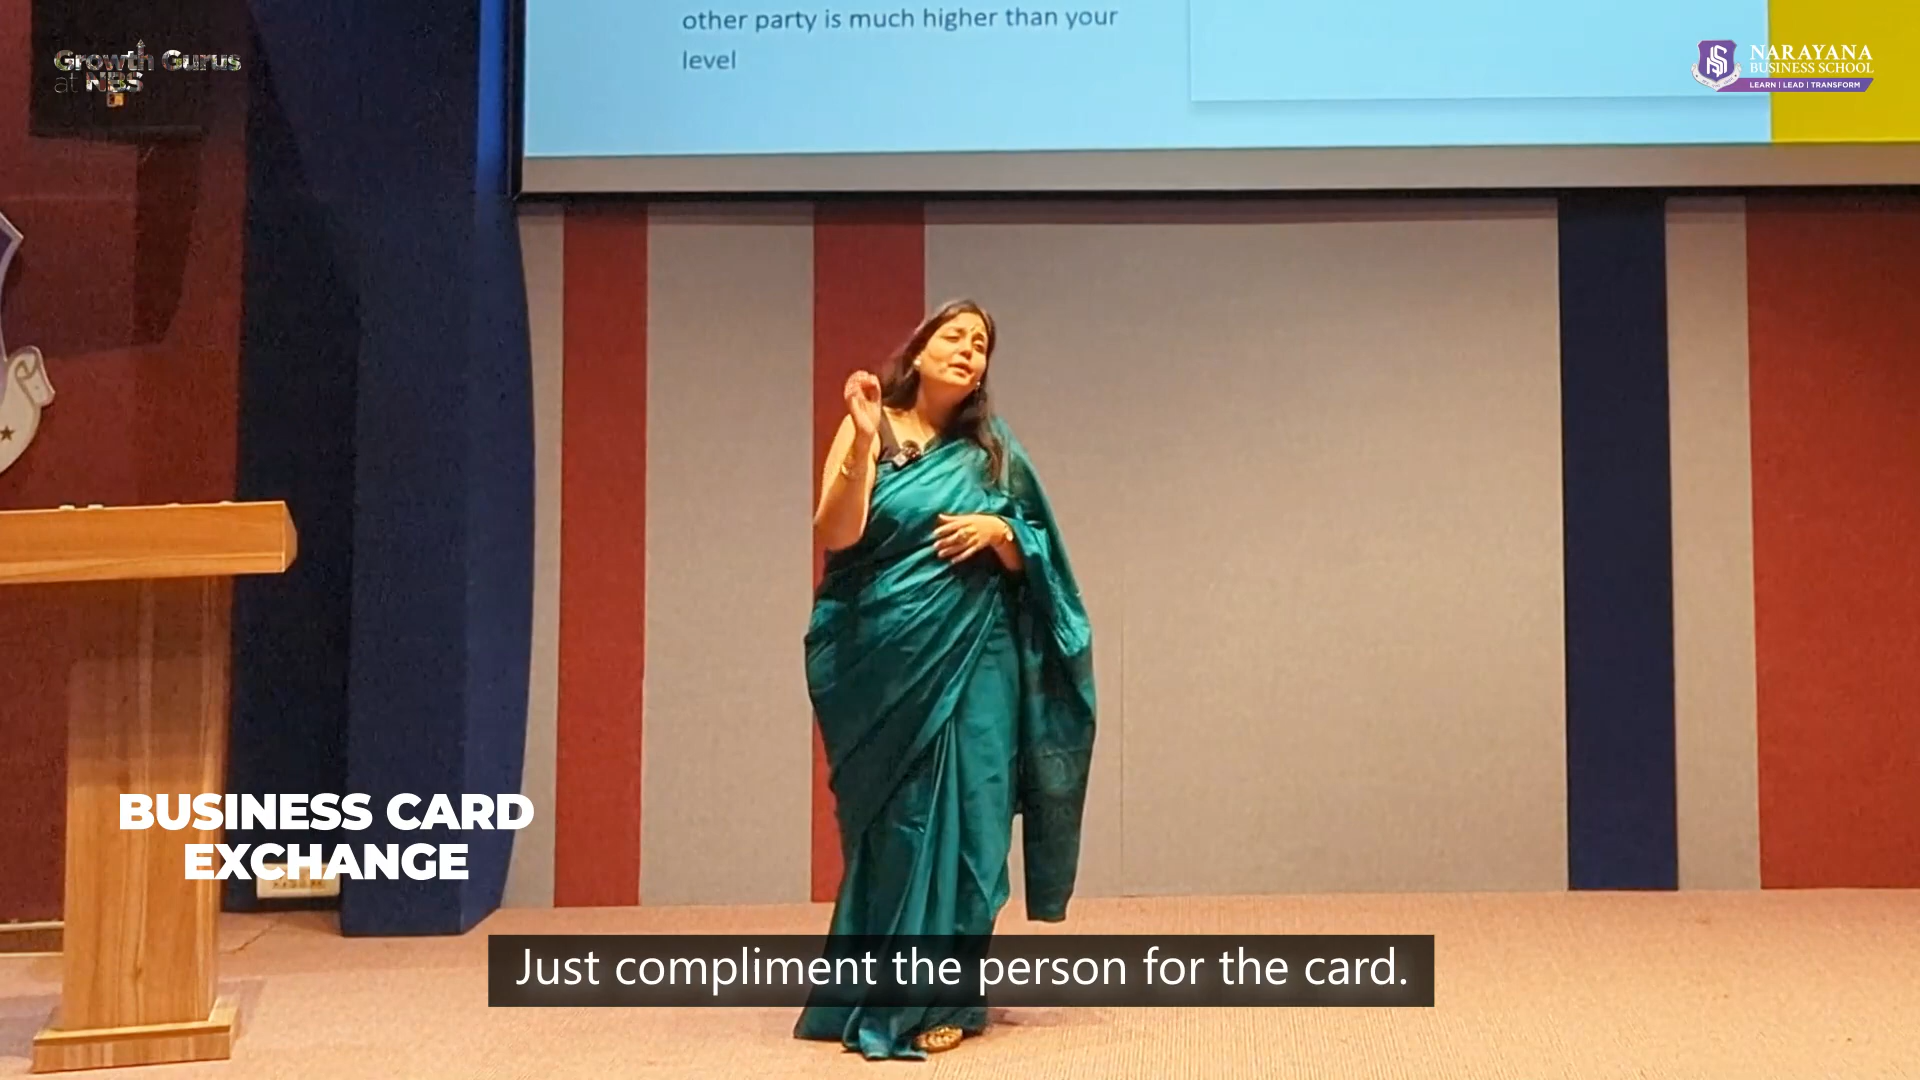 other party is much higher than your
level
Growth Gurus
at NBS
NARAYANA
BUSINESS SCHOOL
LEARN | LEAD | TRANSFORM
BUSINESS CARD
EXCHANGE
Just compliment the person for the card.